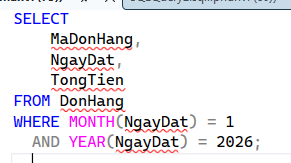 SELECT
MaDonHang,
NgayDat,
TongTien
FROM DonHang
WHERE MONTH(NgayDat) = 1
AND YEAR(NgayDat) = 2026;